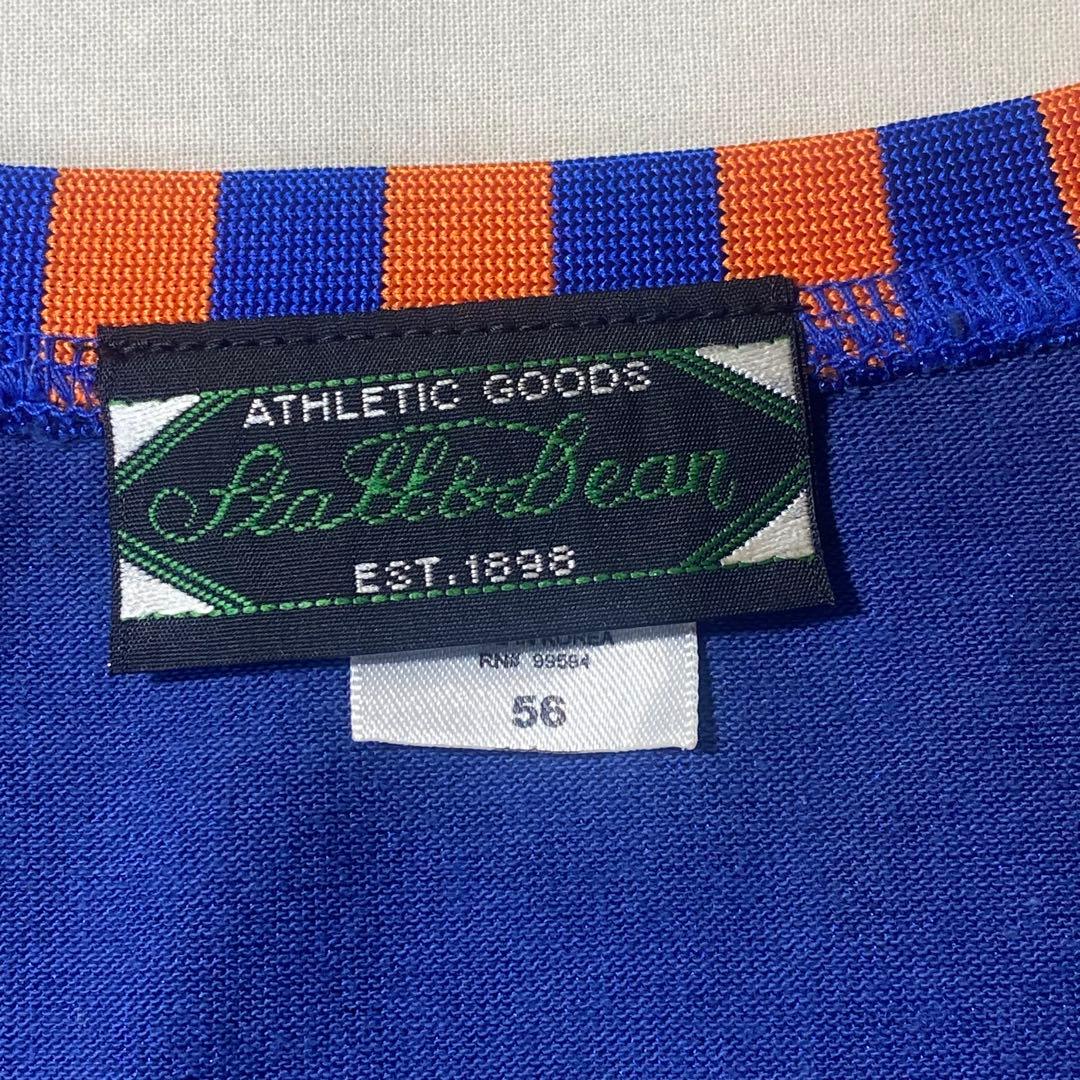 ATHLETIC GOODS
Stall & Dean
EST. 1898
KOREA
RN# 99584
56